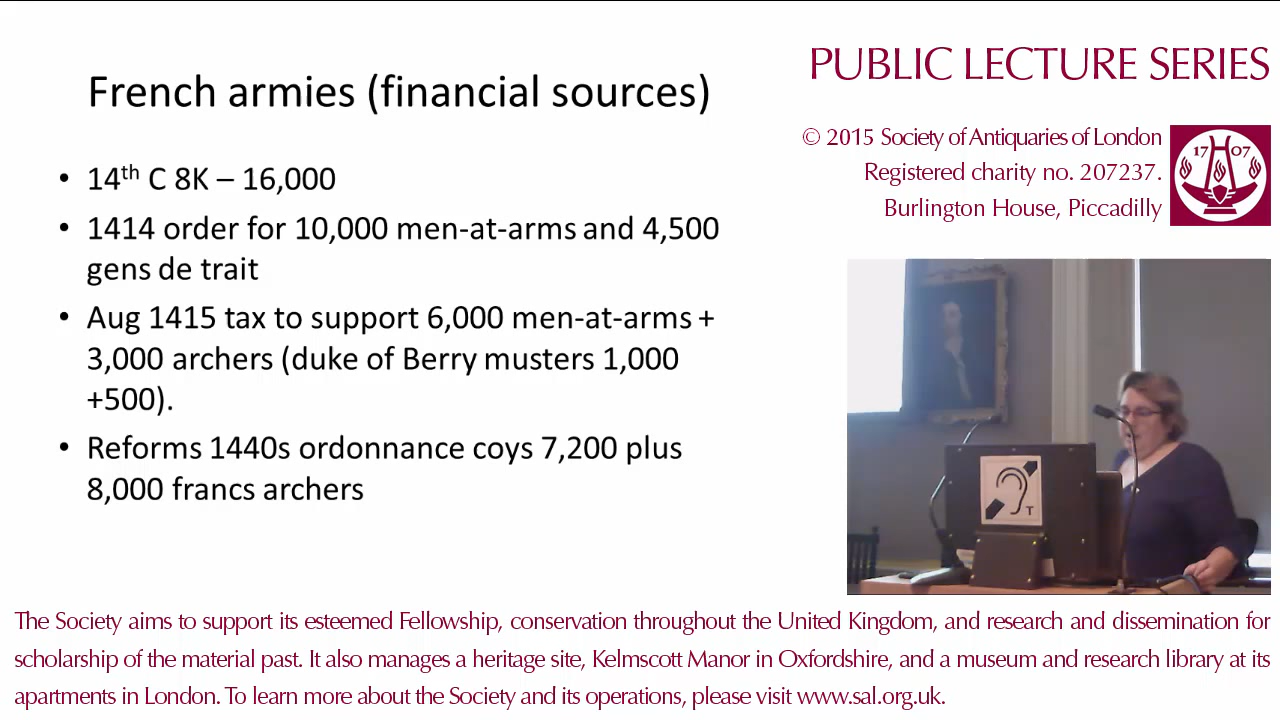 French armies (financial sources)
• 14th C 8K – 16,000
• 1414 order for 10,000 men-at-arms and 4,500
gens de trait
• Aug 1415 tax to support 6,000 men-at-arms +
3,000 archers (duke of Berry musters 1,000
+500).
• Reforms 1440s ordonnance coys 7,200 plus
8,000 francs archers
PUBLIC LECTURE SERIES
© 2015 Society of Antiquaries of London
Registered charity no. 207237.
Burlington House, Piccadilly
17 07
T
The Society aims to support its esteemed Fellowship, conservation throughout the United Kingdom, and research and dissemination for
scholarship of the material past. It also manages a heritage site, Kelmscott Manor in Oxfordshire, and a museum and research library at its
apartments in London. To learn more about the Society and its operations, please visit www.sal.org.uk.